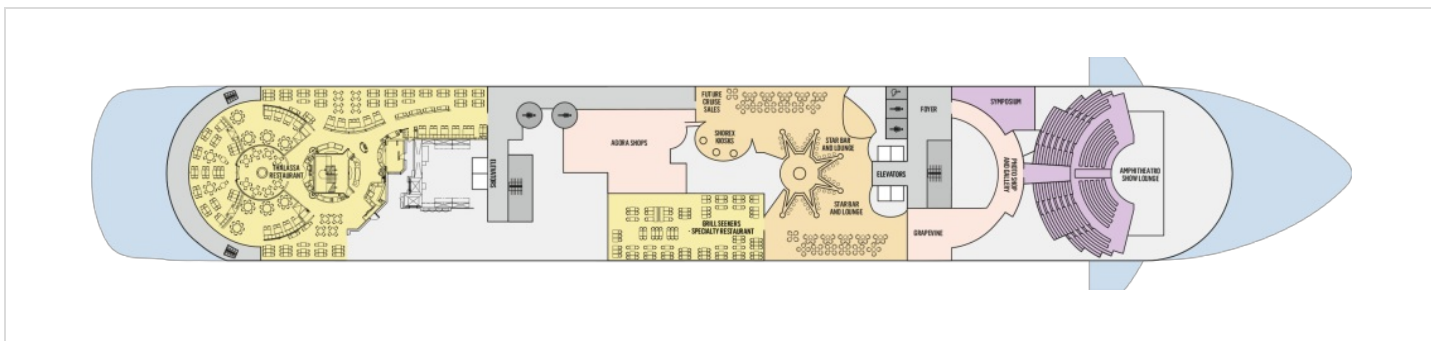 THALASSA
RESTAURANT
ELEVATORS
AGORA SHOPS
FUTURE
CRUISE
SALES
SHOREX
KIOSKS
GRILL SEEKERS
- SPECIALTY RESTAURANT
STAR BAR
AND LOUNGE
STAR BAR
AND LOUNGE
ELEVATORS
FOYER
GRAPEVINE
PHOTO SHOP
AND GALLERY
SYMPOSIUM
AMPHITHEATRO
SHOW LOUNGE